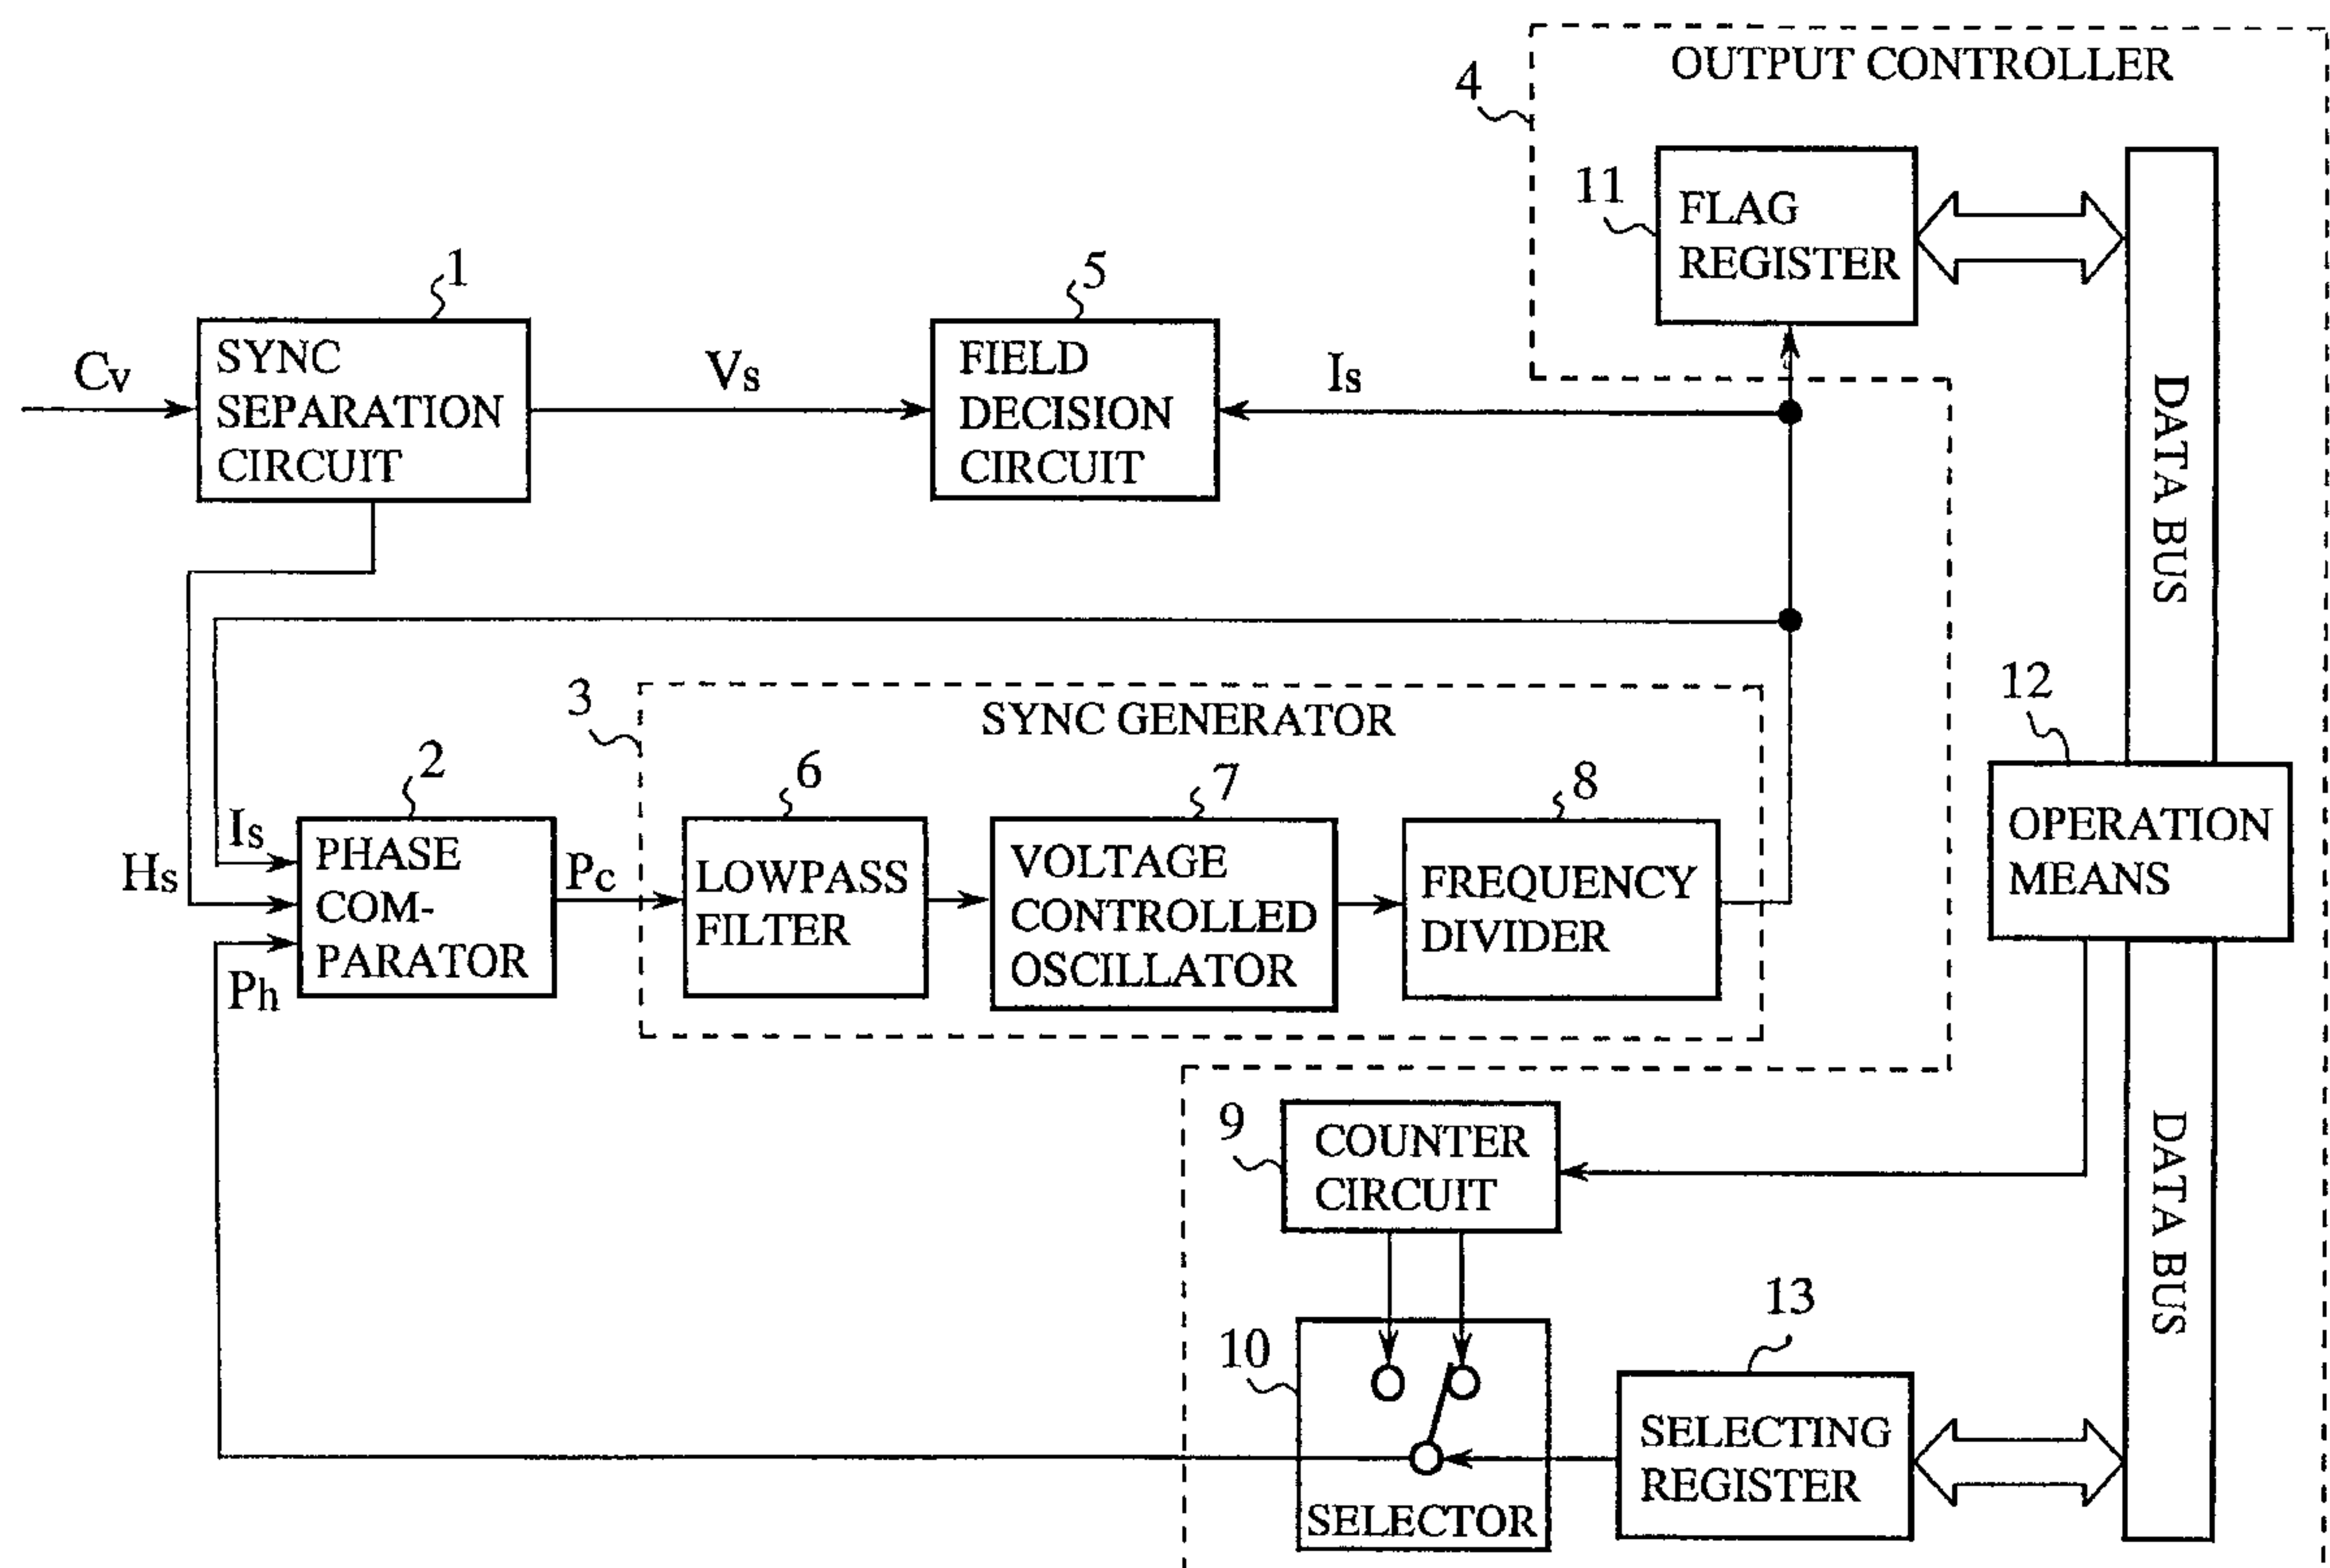 OUTPUT CONTROLLER
4
11
FLAG
REGISTER
1
5
Cv
SYNC
SEPARATION
CIRCUIT
Vs
FIELD
DECISION
CIRCUIT
Is
DATA BUS
3
SYNC GENERATOR
12
2
6
7
8
Is
Hs
Ph
PHASE
COM-
PARATOR
Pc
LOWPASS
FILTER
VOLTAGE
CONTROLLED
OSCILLATOR
FREQUENCY
DIVIDER
OPERATION
MEANS
9
COUNTER
CIRCUIT
DATA BUS
10
SELECTOR
13
SELECTING
REGISTER